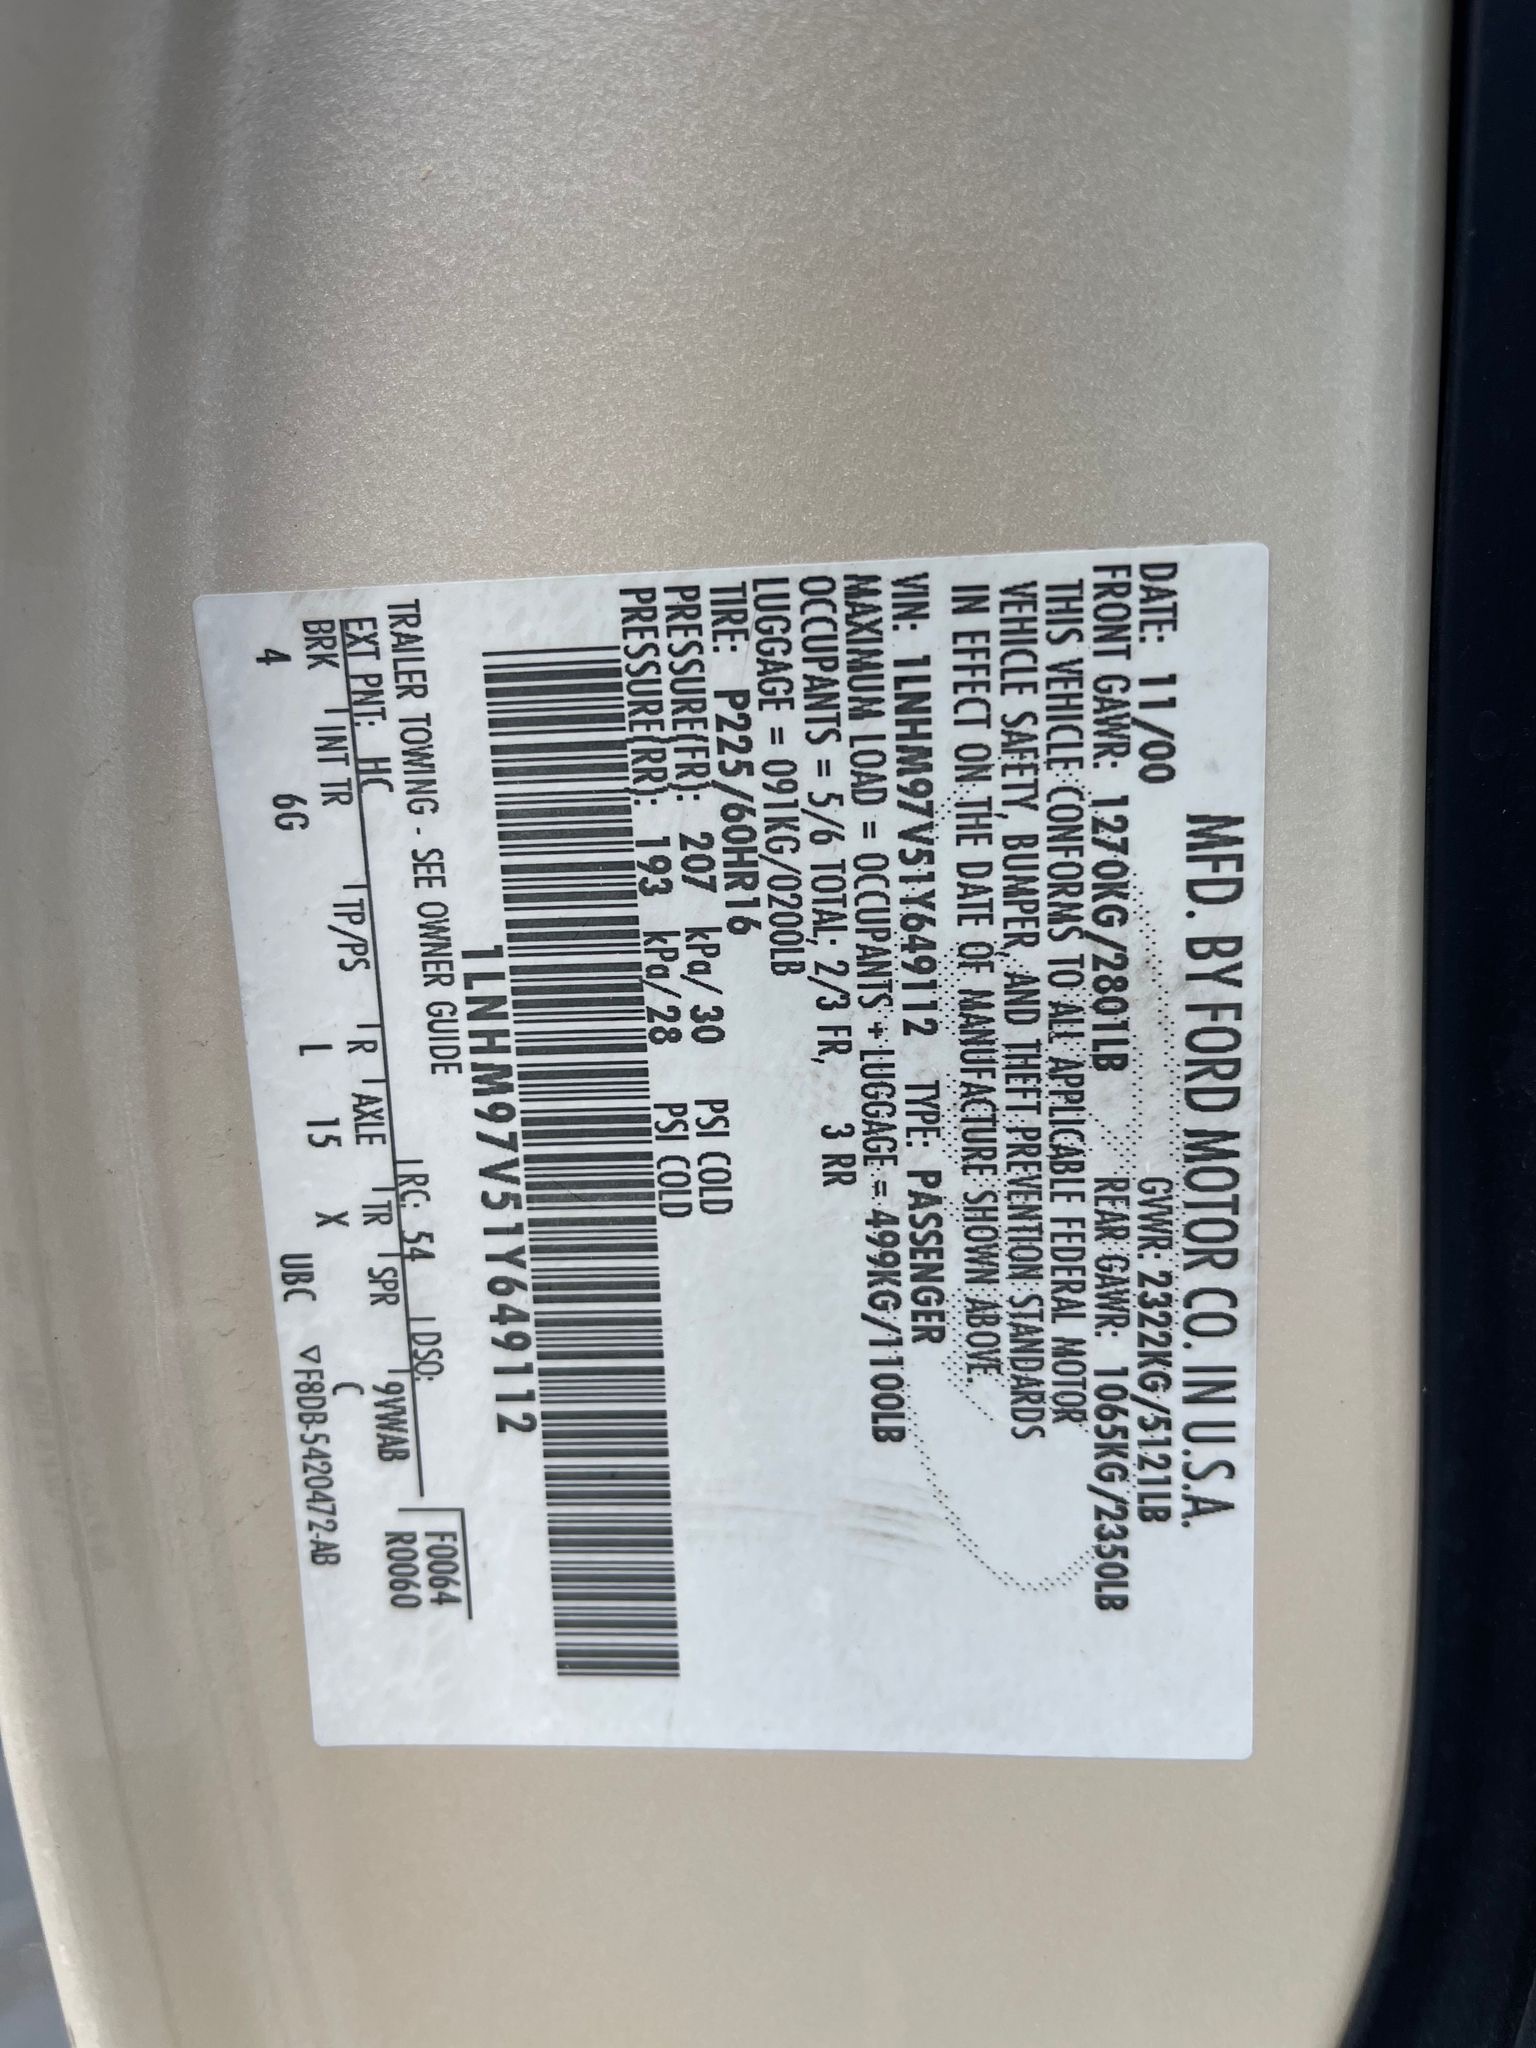 MFD. BY FORD MOTOR CO. IN U.S.A.
DATE: 11/00 GVWR: 2322KG/5121LB
FRONT GAWR: 1270KG/2801LB REAR GAWR: 1065KG/2350LB
THIS VEHICLE CONFORMS TO ALL APPLICABLE FEDERAL MOTOR
VEHICLE SAFETY, BUMPER, AND THEFT PREVENTION STANDARDS
IN EFFECT ON THE DATE OF MANUFACTURE SHOWN ABOVE.
VIN: 1LNHM97V51Y649112 TYPE: PASSENGER
MAXIMUM LOAD = OCCUPANTS + LUGGAGE = 499KG/1100LB
OCCUPANTS = 5/6 TOTAL; 2/3 FR, 3 RR
LUGGAGE = 091KG/0200LB
TIRE: P225/60HR16
PRESSURE(FR): 207 kPa/ 30 PSI COLD
PRESSURE(RR): 193 kPa/28 PSI COLD
1LNHM97V51Y649112
TRAILER TOWING - SEE OWNER GUIDE
F0064
R0060
EXT PNT: HC RC: 54 DSO: 9VWAB
BRK INT TR TP/PS R AXLE TR SPR
4 6G L 15 X C
UBC ▽F8DB-5420472-AB